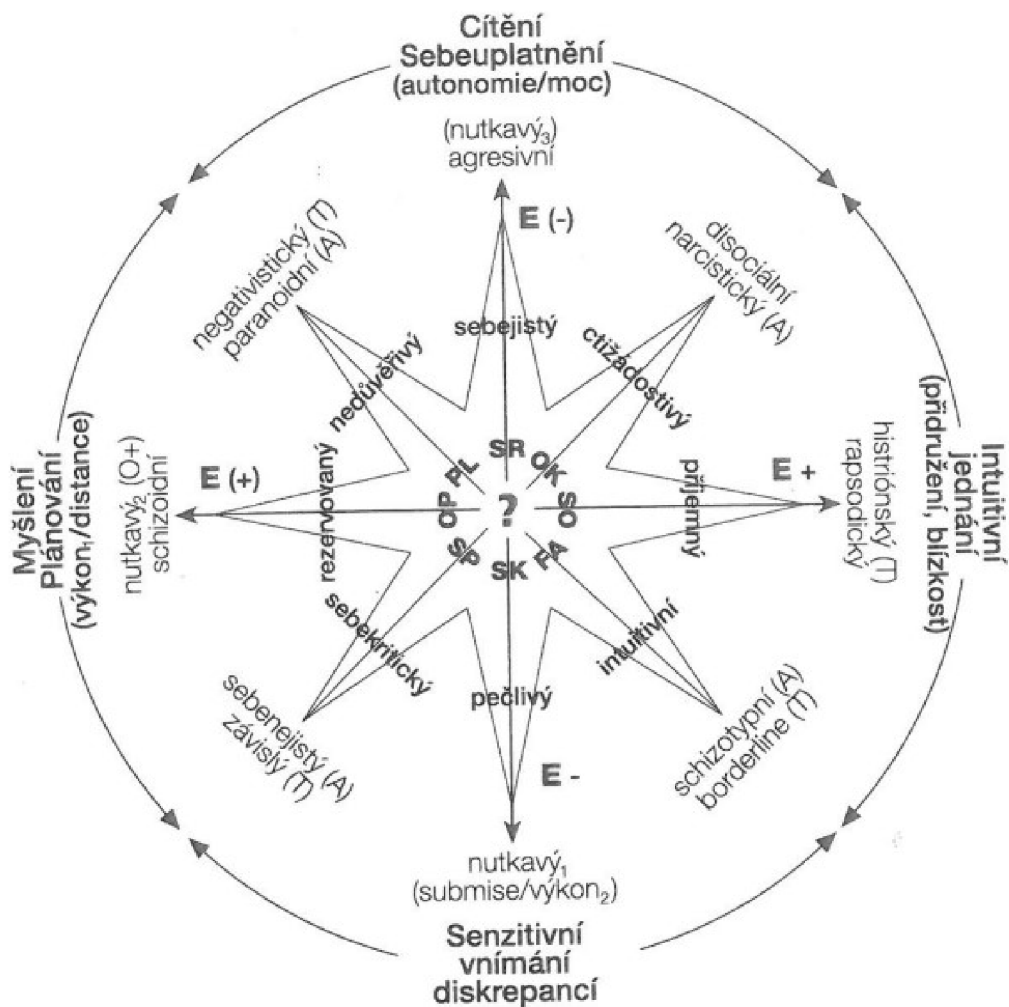 Cítění
Sebeuplatnění
(autonomie/moc)
(nutkavý₃)
agresivní
E (-)
negativistický (T)
paranoidní (A)
disociální
narcistický (A)
sebejistý
nedůvěřivý
ctižádostivý
Myšlení
Plánování
(výkon₁/distance)
nutkavý₂ (O+)
schizoidní
E (+)
rezervovaný
SR
OK
SO
FA
SK
SP
OP
PL
?
příjemný
E +
histriónský (T)
rapsodický
Intuitivní
jednání
(přidružení, blízkost)
sebekritický
pečlivý
intuitivní
sebenejistý (A)
závislý (T)
schizotypní (A)
borderline (T)
E -
nutkavý₁
(submise/výkon₂)
Senzitivní
vnímání
diskrepancí